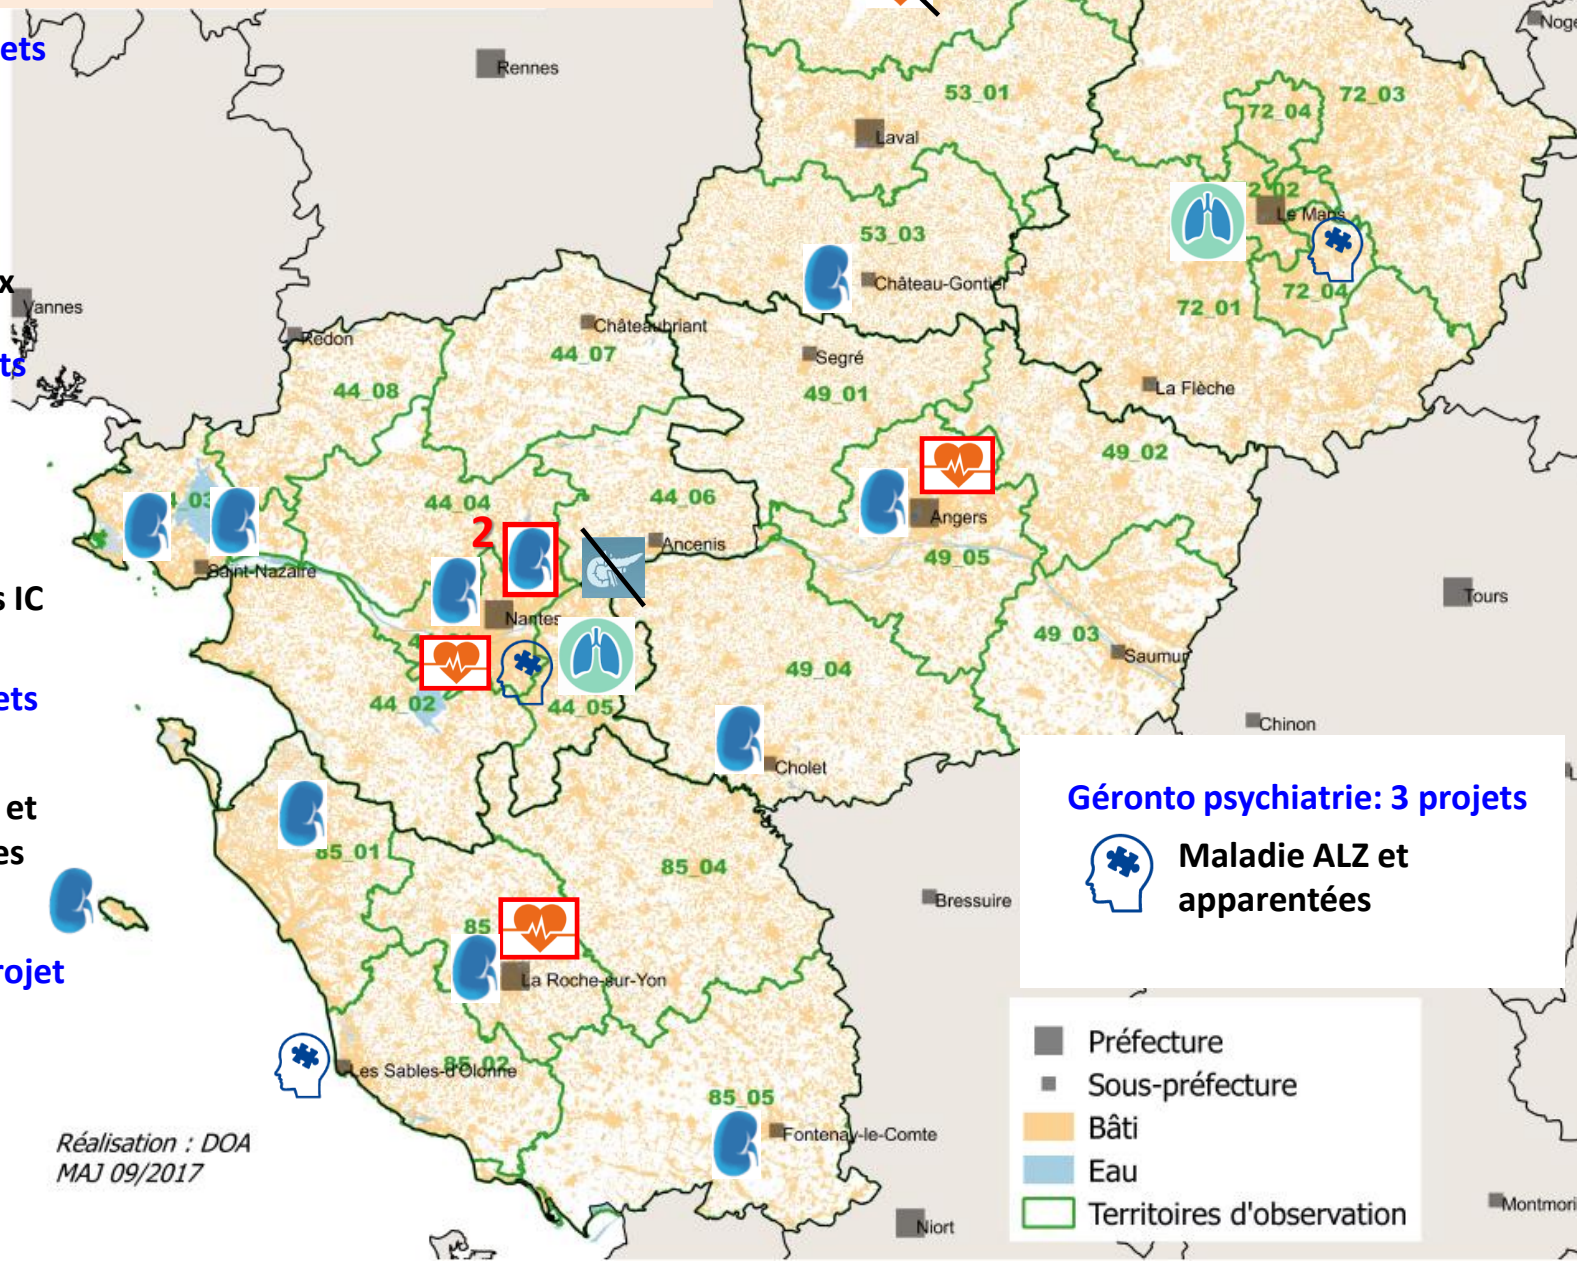 ets
Rennes
Noge
53_01
72_03
72_04
Laval
Le Mans
53_03
Château-Gontier
x
Vannes
72_04
72_01
Redon
Châteaubriant
ts
44_07
Segré
44_08
49_01
La Flèche
49_02
44_04
44_06
2
Angers
Ancenis
49_05
Saint-Nazaire
s IC
Tours
Nantes
49_03
Saumur
49_04
ets
44_02
44_05
Chinon
Cholet
Géronto psychiatrie: 3 projets
et
Maladie ALZ et
apparentées
es
85_01
85_04
Bressuire
85
rojet
La Roche-sur-Yon
Préfecture
85_02
Les Sables-d'Olonne
Sous-préfecture
85_05
Bâti
Fontenay-le-Comte
Réalisation : DOA
MAJ 09/2017
Eau
Territoires d'observation
Montmori
Niort